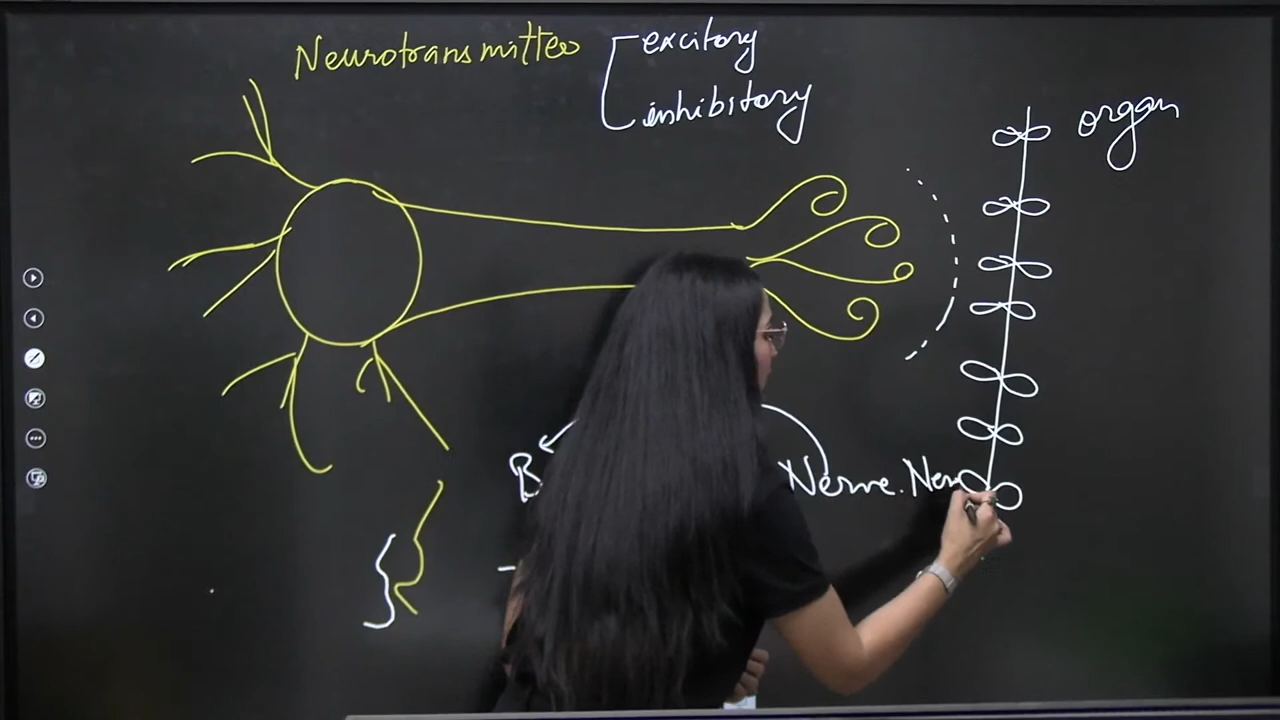 Neurotransmitter
excitory
inhibitory
organ
B
Nerve. Ner